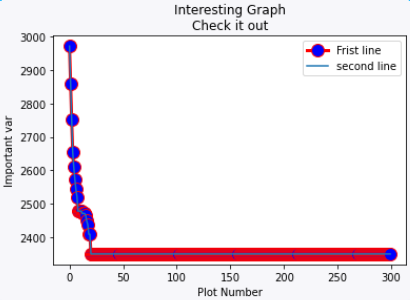 Interesting Graph
Check it out
3000
2900
2800
2700
2600
2500
2400
Important var
Frist line
second line
0 50 100 150 200 250 300
Plot Number